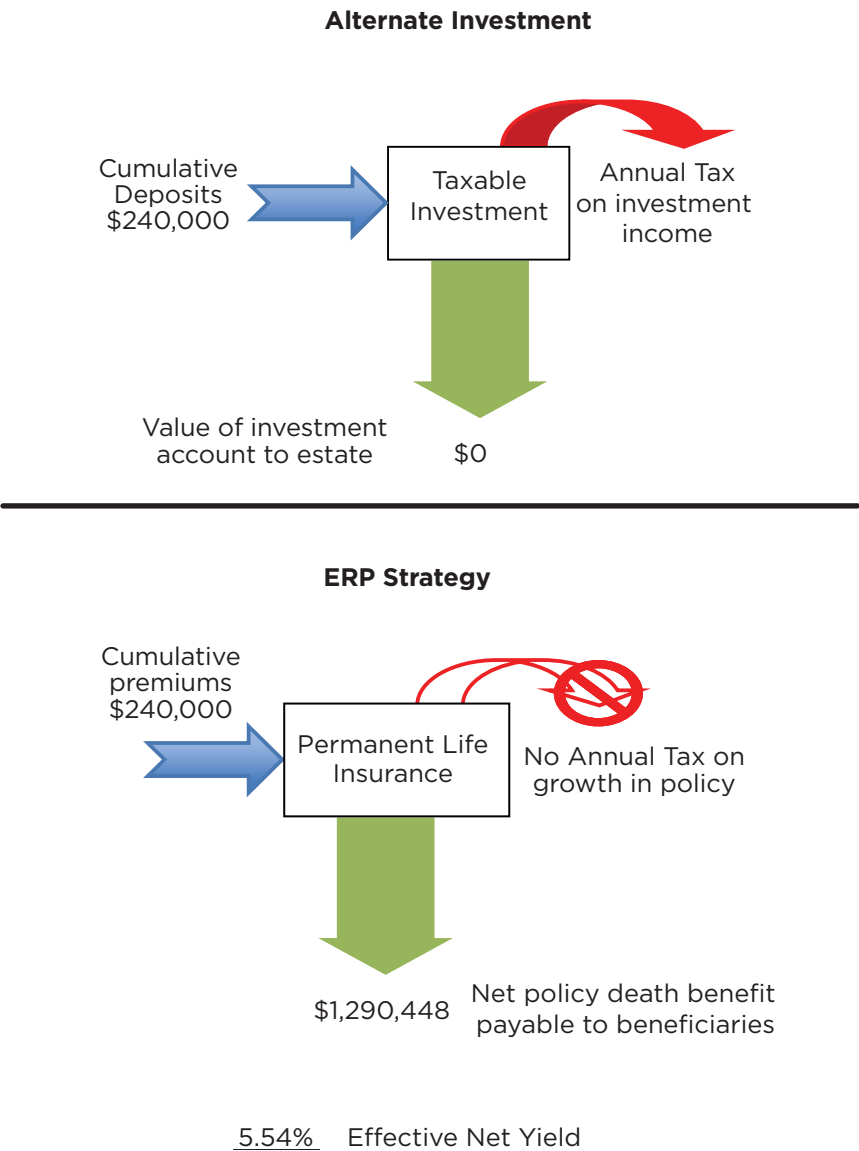 Alternate Investment
Cumulative
Deposits
$240,000
Taxable
Investment
Annual Tax
on investment
income
Value of investment
account to estate
$0
ERP Strategy
Cumulative
premiums
$240,000
Permanent Life
Insurance
No Annual Tax on
growth in policy
$1,290,448
Net policy death benefit
payable to beneficiaries
5.54% Effective Net Yield